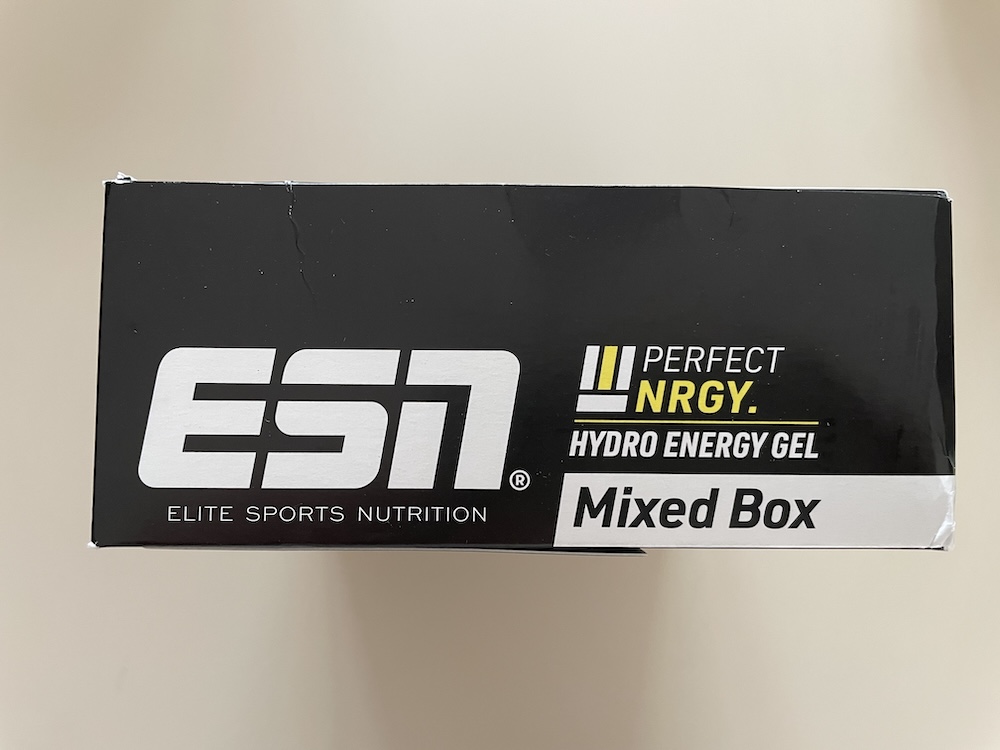 ESN®
ELITE SPORTS NUTRITION
PERFECT
NRGY.
HYDRO ENERGY GEL
Mixed Box